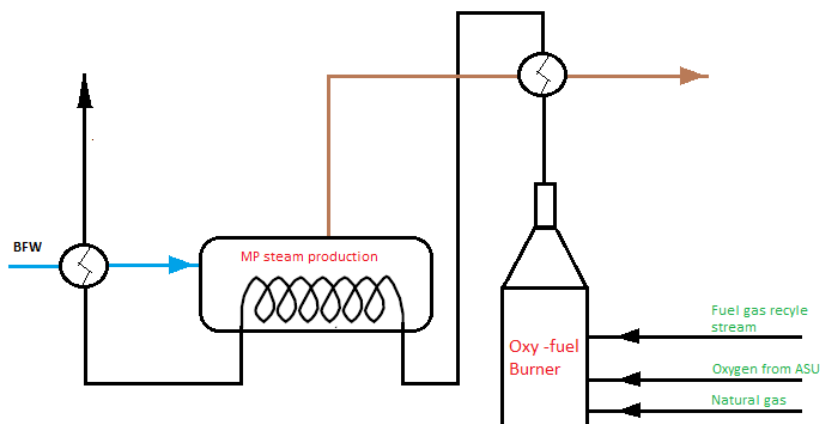 BFW
MP steam production
Oxy -fuel
Burner
Fuel gas recyle
stream
Oxygen from ASU
Natural gas